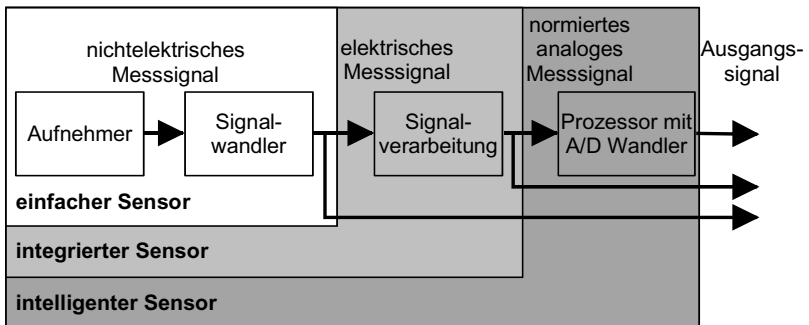 nichtelektrisches
Messsignal
elektrisches
Messsignal
normiertes
analoges
Messsignal
Ausgangs-
signal
Aufnehmer
Signal-
wandler
Signal-
verarbeitung
Prozessor mit
A/D Wandler
einfacher Sensor
integrierter Sensor
intelligenter Sensor